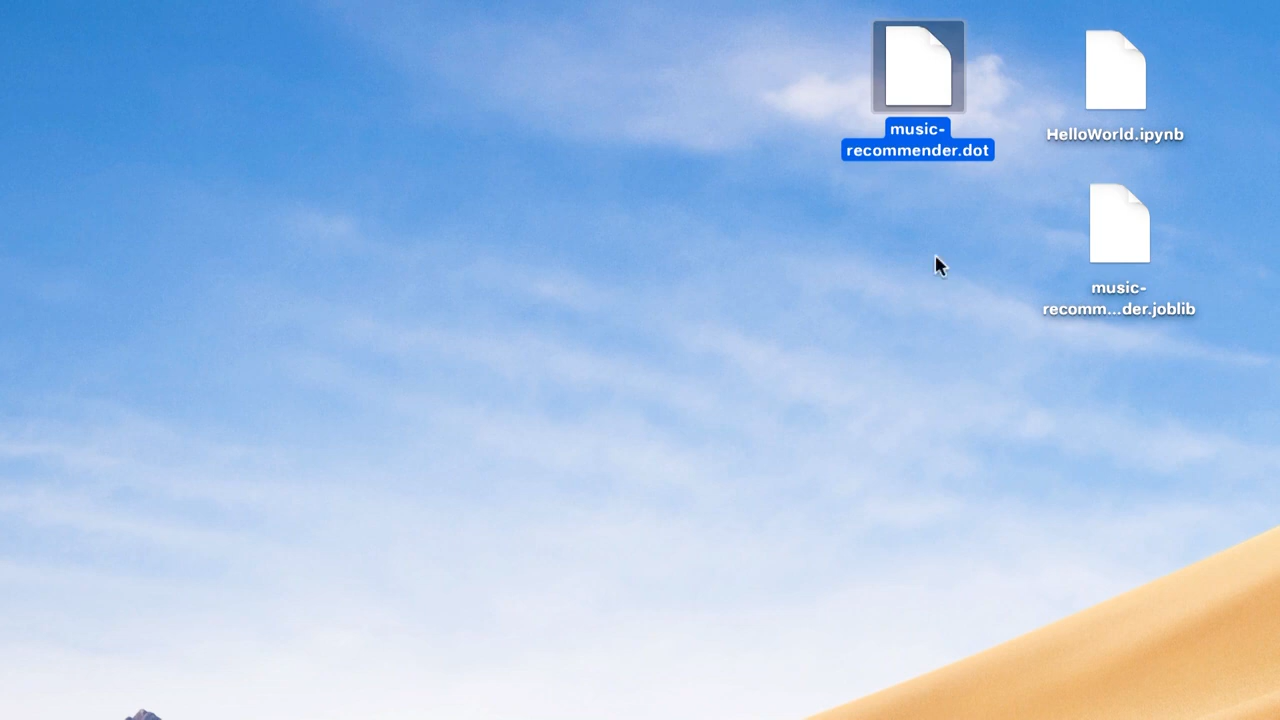 music-
recommender.dot
HelloWorld.ipynb
music-
recomm...der.joblib